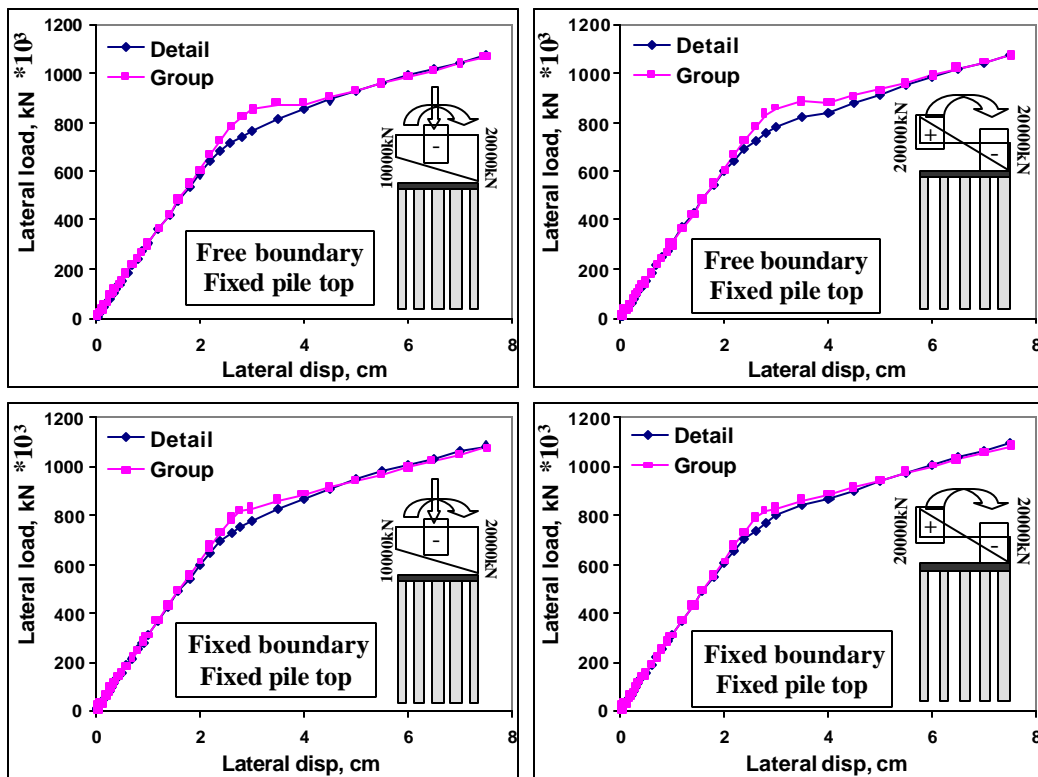 1200
1000
800
600
400
200
0
Lateral load, kN *10³
Detail
Group
10000kN
-
20000kN
Free boundary
Fixed pile top
0 2 4 6 8
Lateral disp, cm
1200
1000
800
600
400
200
0
Lateral load, kN *10³
Detail
Group
20000kN
+
-
20000kN
Free boundary
Fixed pile top
0 2 4 6 8
Lateral disp, cm
1200
1000
800
600
400
200
0
Lateral load, kN *10³
Detail
Group
10000kN
-
20000kN
Fixed boundary
Fixed pile top
0 2 4 6 8
Lateral disp, cm
1200
1000
800
600
400
200
0
Lateral load, kN *10³
Detail
Group
20000kN
+
-
20000kN
Fixed boundary
Fixed pile top
0 2 4 6 8
Lateral disp, cm